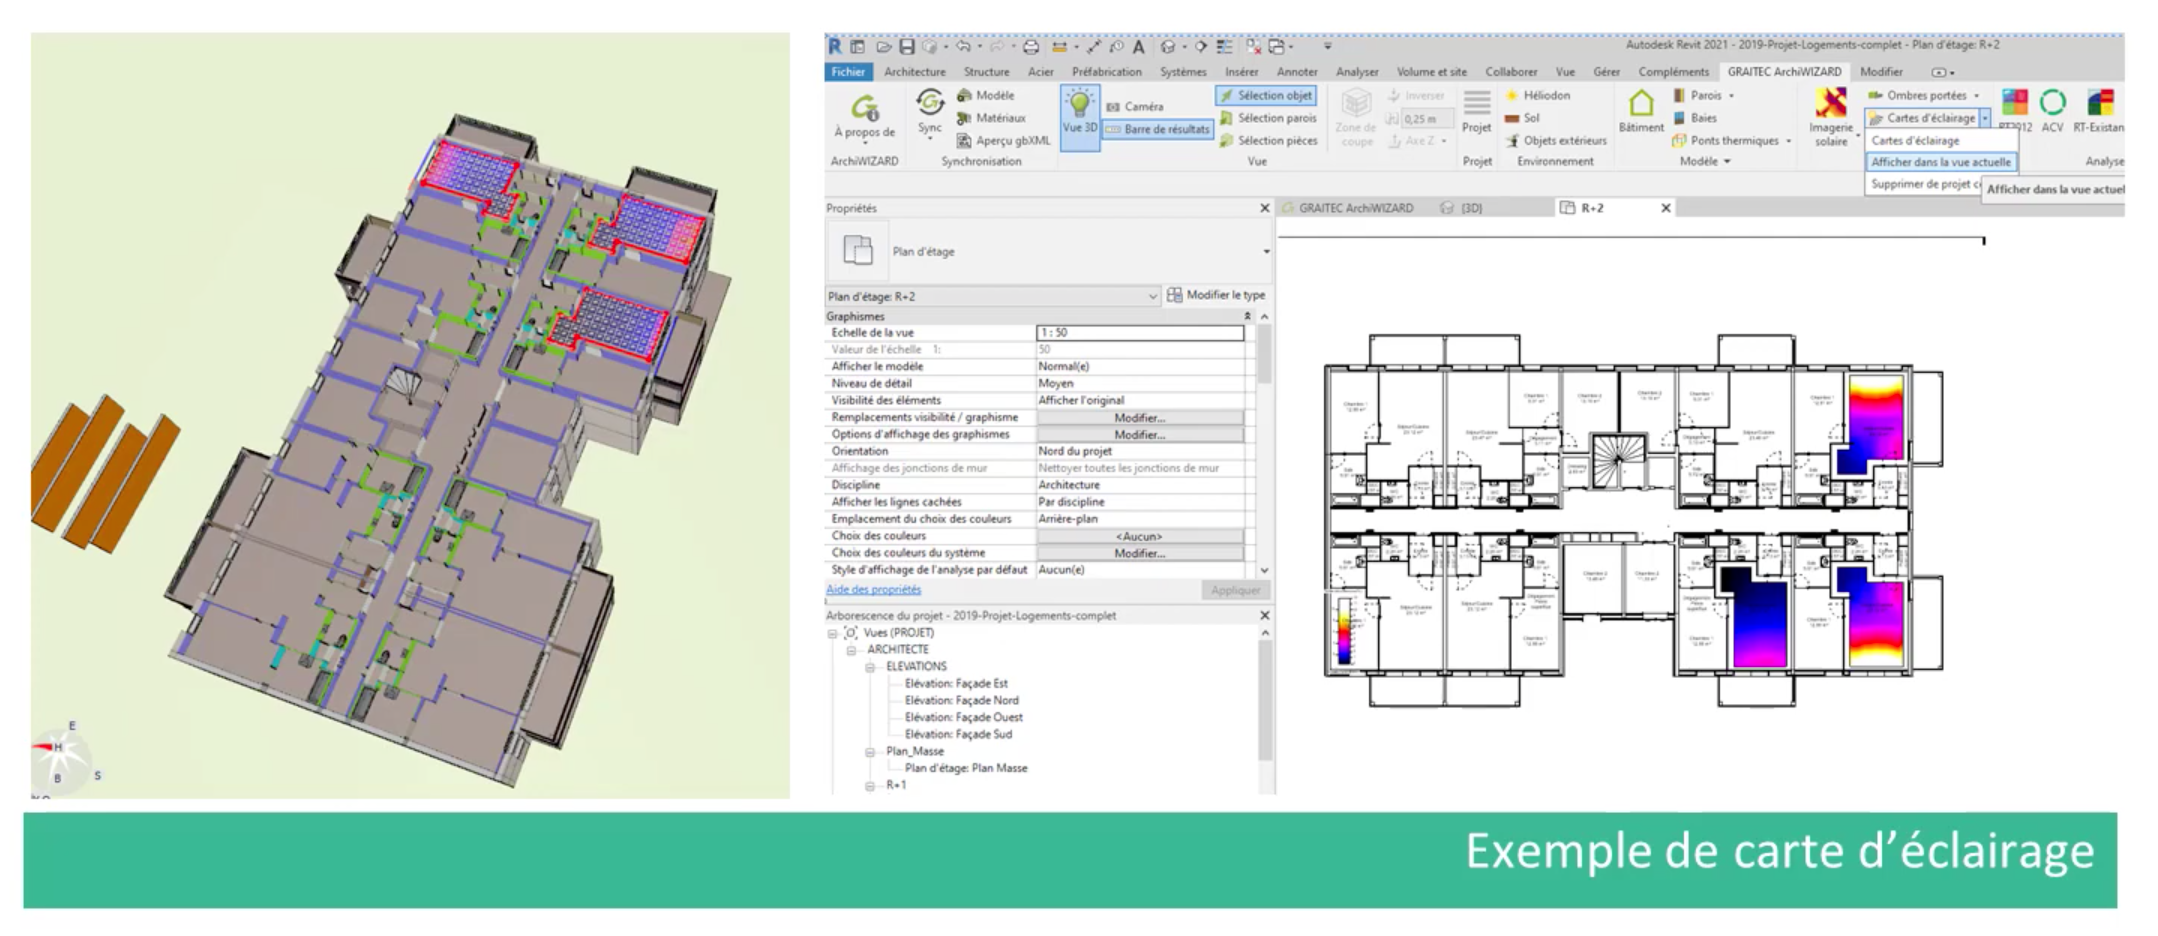 E
H
B
S
Autodesk Revit 2021 - 2019-Projet-Logements-complet - Plan d'étage: R+2
Fichier Architecture Structure Acier Préfabrication Systèmes Insérer Annoter Analyser Volume et site Collaborer Vue Gérer Compléments GRAITEC ArchiWIZARD Modifier
À propos de
ArchiWIZARD
Sync
Modèle
Matériaux
Aperçu gbXML
Synchronisation
Vue 3D
Caméra
Barre de résultats
Sélection objet
Sélection parois
Sélection pièces
Vue
Zone de coupe
Inverser
0,25 m
Axe Z
Projet
Projet
Héliodon
Sol
Objets extérieurs
Environnement
Bâtiment
Parois
Baies
Ponts thermiques
Modèle
Imagerie solaire
Ombres portées
Cartes d'éclairage
Cartes d'éclairage
Afficher dans la vue actuelle
Supprimer de projet c
Afficher dans la vue actuel
ACV
RT-Existan
Analyse
Propriétés
GRAITEC ArchiWIZARD
{3D}
R+2
Plan d'étage
Plan d'étage: R+2
Modifier le type
Graphismes
Echelle de la vue 1 : 50
Valeur de l'échelle 1: 50
Afficher le modèle Normal(e)
Niveau de détail Moyen
Visibilité des éléments Afficher l'original
Remplacements visibilité / graphisme Modifier...
Options d'affichage des graphismes Modifier...
Orientation Nord du projet
Affichage des jonctions de mur Nettoyer toutes les jonctions de mur
Discipline Architecture
Afficher les lignes cachées Par discipline
Emplacement du choix des couleurs Arrière-plan
Choix des couleurs <Aucun>
Choix des couleurs du système Modifier...
Style d'affichage de l'analyse par défaut Aucun(e)
Aide des propriétés
Appliquer
Arborescence du projet - 2019-Projet-Logements-complet
Vues (PROJET)
ARCHITECTE
ELEVATIONS
Elévation: Façade Est
Elévation: Façade Nord
Elévation: Façade Ouest
Elévation: Façade Sud
Plan_Masse
Plan d'étage: Plan Masse
R+1
Exemple de carte d'éclairage